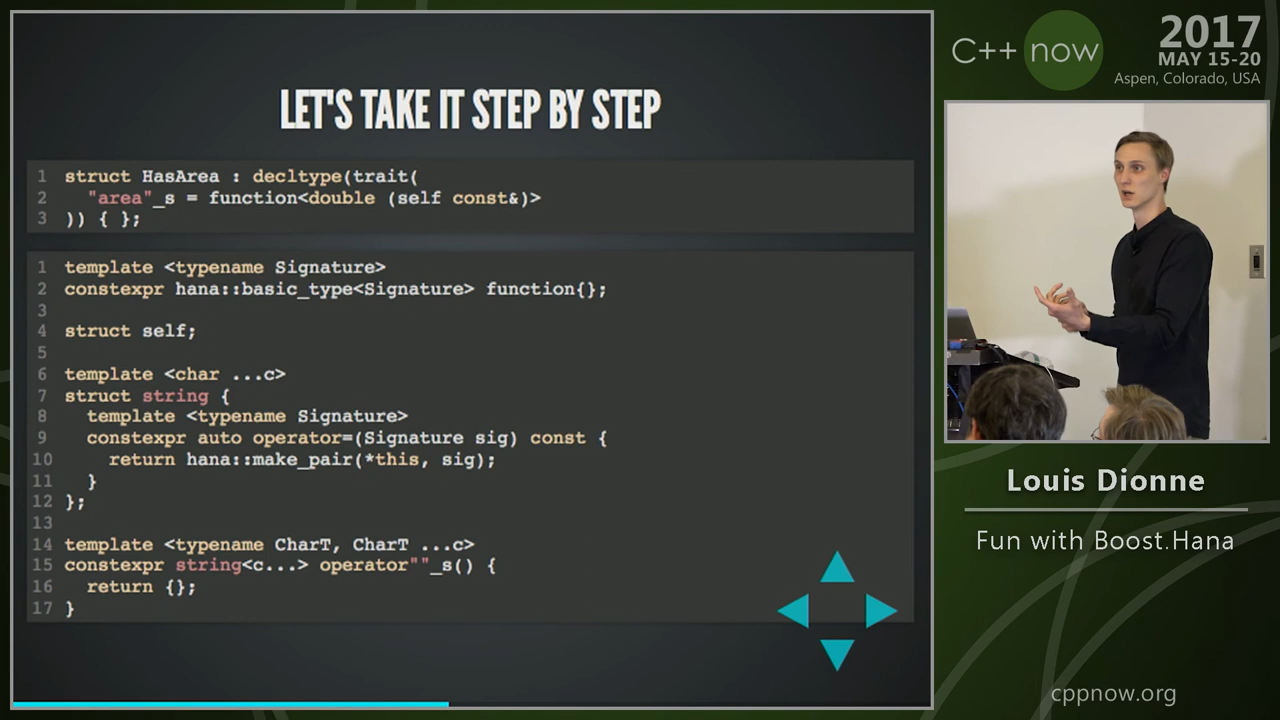 LET'S TAKE IT STEP BY STEP
1 struct HasArea : decltype(trait(
2   "area"_s = function<double (self const&)>
3 )) { };
1 template <typename Signature>
2 constexpr hana::basic_type<Signature> function{};
3
4 struct self;
5
6 template <char ...c>
7 struct string {
8   template <typename Signature>
9   constexpr auto operator=(Signature sig) const {
10     return hana::make_pair(*this, sig);
11   }
12 };
13
14 template <typename CharT, CharT ...c>
15 constexpr string<c...> operator""_s() {
16   return {};
17 }
C++ now
2017
MAY 15-20
Aspen, Colorado, USA
Louis Dionne
Fun with Boost.Hana
cppnow.org